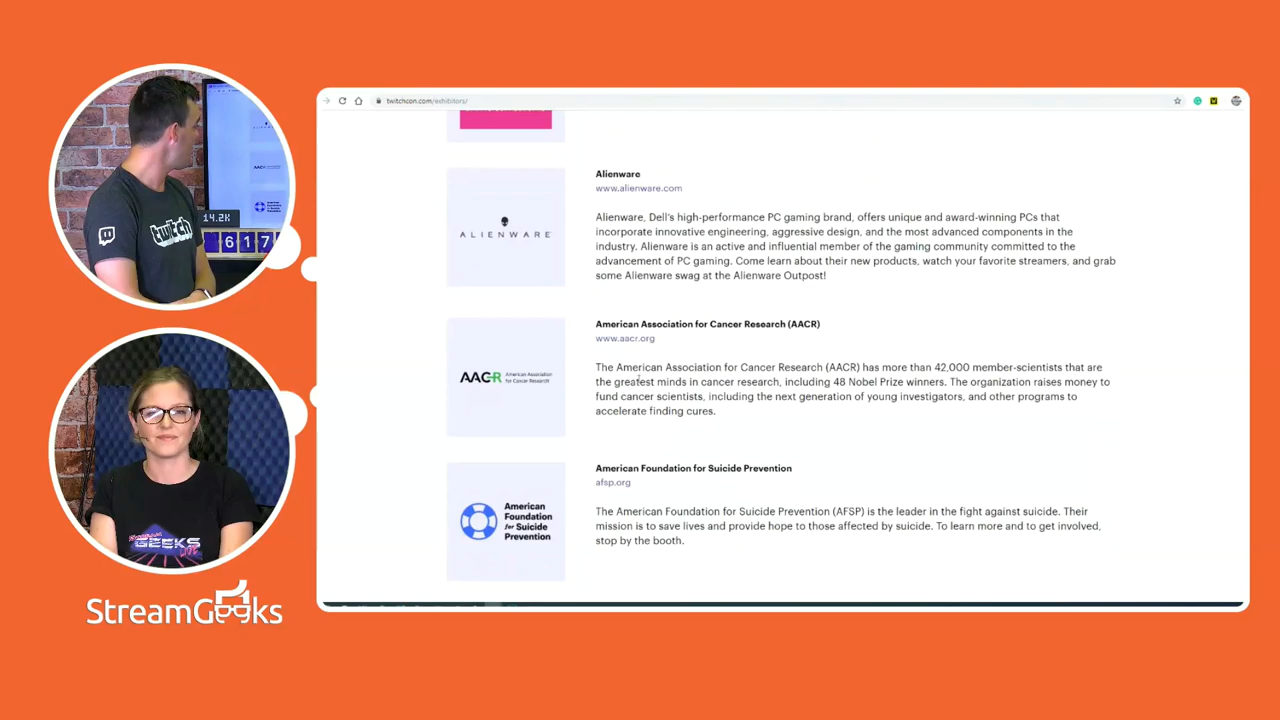 twitch
14.2K
6 1 7
GEEKS
StreamGeeks
twitchcon.com/exhibitors/
ALIENWARE
Alienware
www.alienware.com
Alienware, Dell's high-performance PC gaming brand, offers unique and award-winning PCs that
incorporate innovative engineering, aggressive design, and the most advanced components in the
industry. Alienware is an active and influential member of the gaming community committed to the
advancement of PC gaming. Come learn about their new products, watch your favorite streamers, and grab
some Alienware swag at the Alienware Outpost!
AACR American Association
for Cancer Research
American Association for Cancer Research (AACR)
www.aacr.org
The American Association for Cancer Research (AACR) has more than 42,000 member-scientists that are
the greatest minds in cancer research, including 48 Nobel Prize winners. The organization raises money to
fund cancer scientists, including the next generation of young investigators, and other programs to
accelerate finding cures.
American
Foundation
for Suicide
Prevention
American Foundation for Suicide Prevention
afsp.org
The American Foundation for Suicide Prevention (AFSP) is the leader in the fight against suicide. Their
mission is to save lives and provide hope to those affected by suicide. To learn more and to get involved,
stop by the booth.